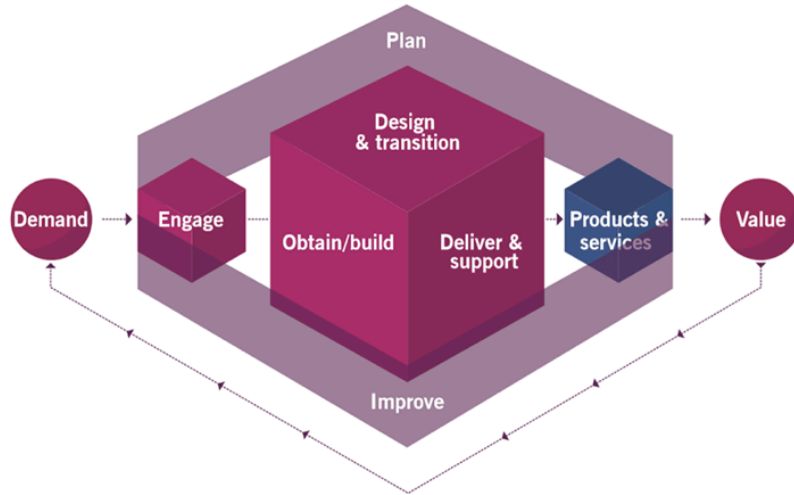 Plan
Design
& transition
Demand
Engage
Obtain/build
Deliver &
support
Products &
services
Value
Improve